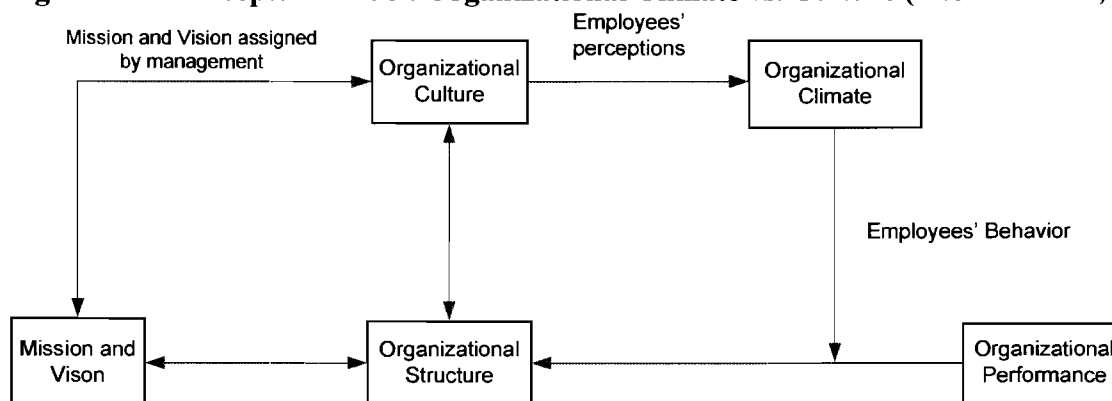 Employees'
perceptions
Mission and Vision assigned
by management
Organizational
Culture
Organizational
Climate
Employees' Behavior
Mission and
Vison
Organizational
Structure
Organizational
Performance